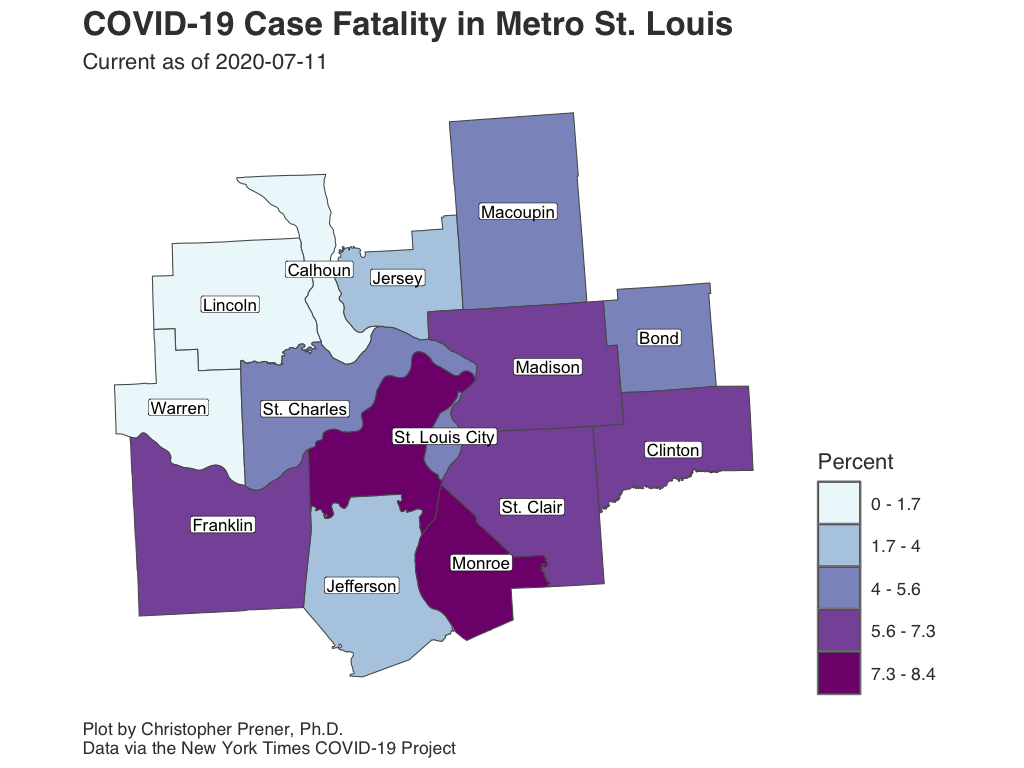 COVID-19 Case Fatality in Metro St. Louis
Current as of 2020-07-11
Macoupin
Calhoun
Jersey
Lincoln
Bond
Madison
Warren
St. Charles
St. Louis City
Clinton
St. Clair
Franklin
Monroe
Jefferson
Percent
0 - 1.7
1.7 - 4
4 - 5.6
5.6 - 7.3
7.3 - 8.4
Plot by Christopher Prener, Ph.D.
Data via the New York Times COVID-19 Project